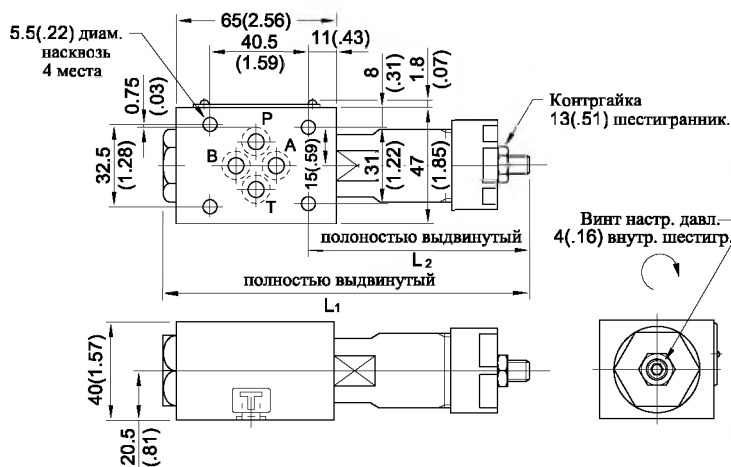 65(2.56)
5.5(.22) диам.
насквозь
4 места
40.5
(1.59)
11(.43)
8
(.31)
1.8
(.07)
0.75
(.03)
Контргайка
13(.51) шестигранник.
P
A
B
T
32.5
(1.28)
15(.59)
31
(1.22)
47
(1.85)
Винт настр. давл.
4(.16) внутр. шестигр.
полоностью выдвинутый
L2
полностью выдвинутый
L1
40(1.57)
T
20.5
(.81)